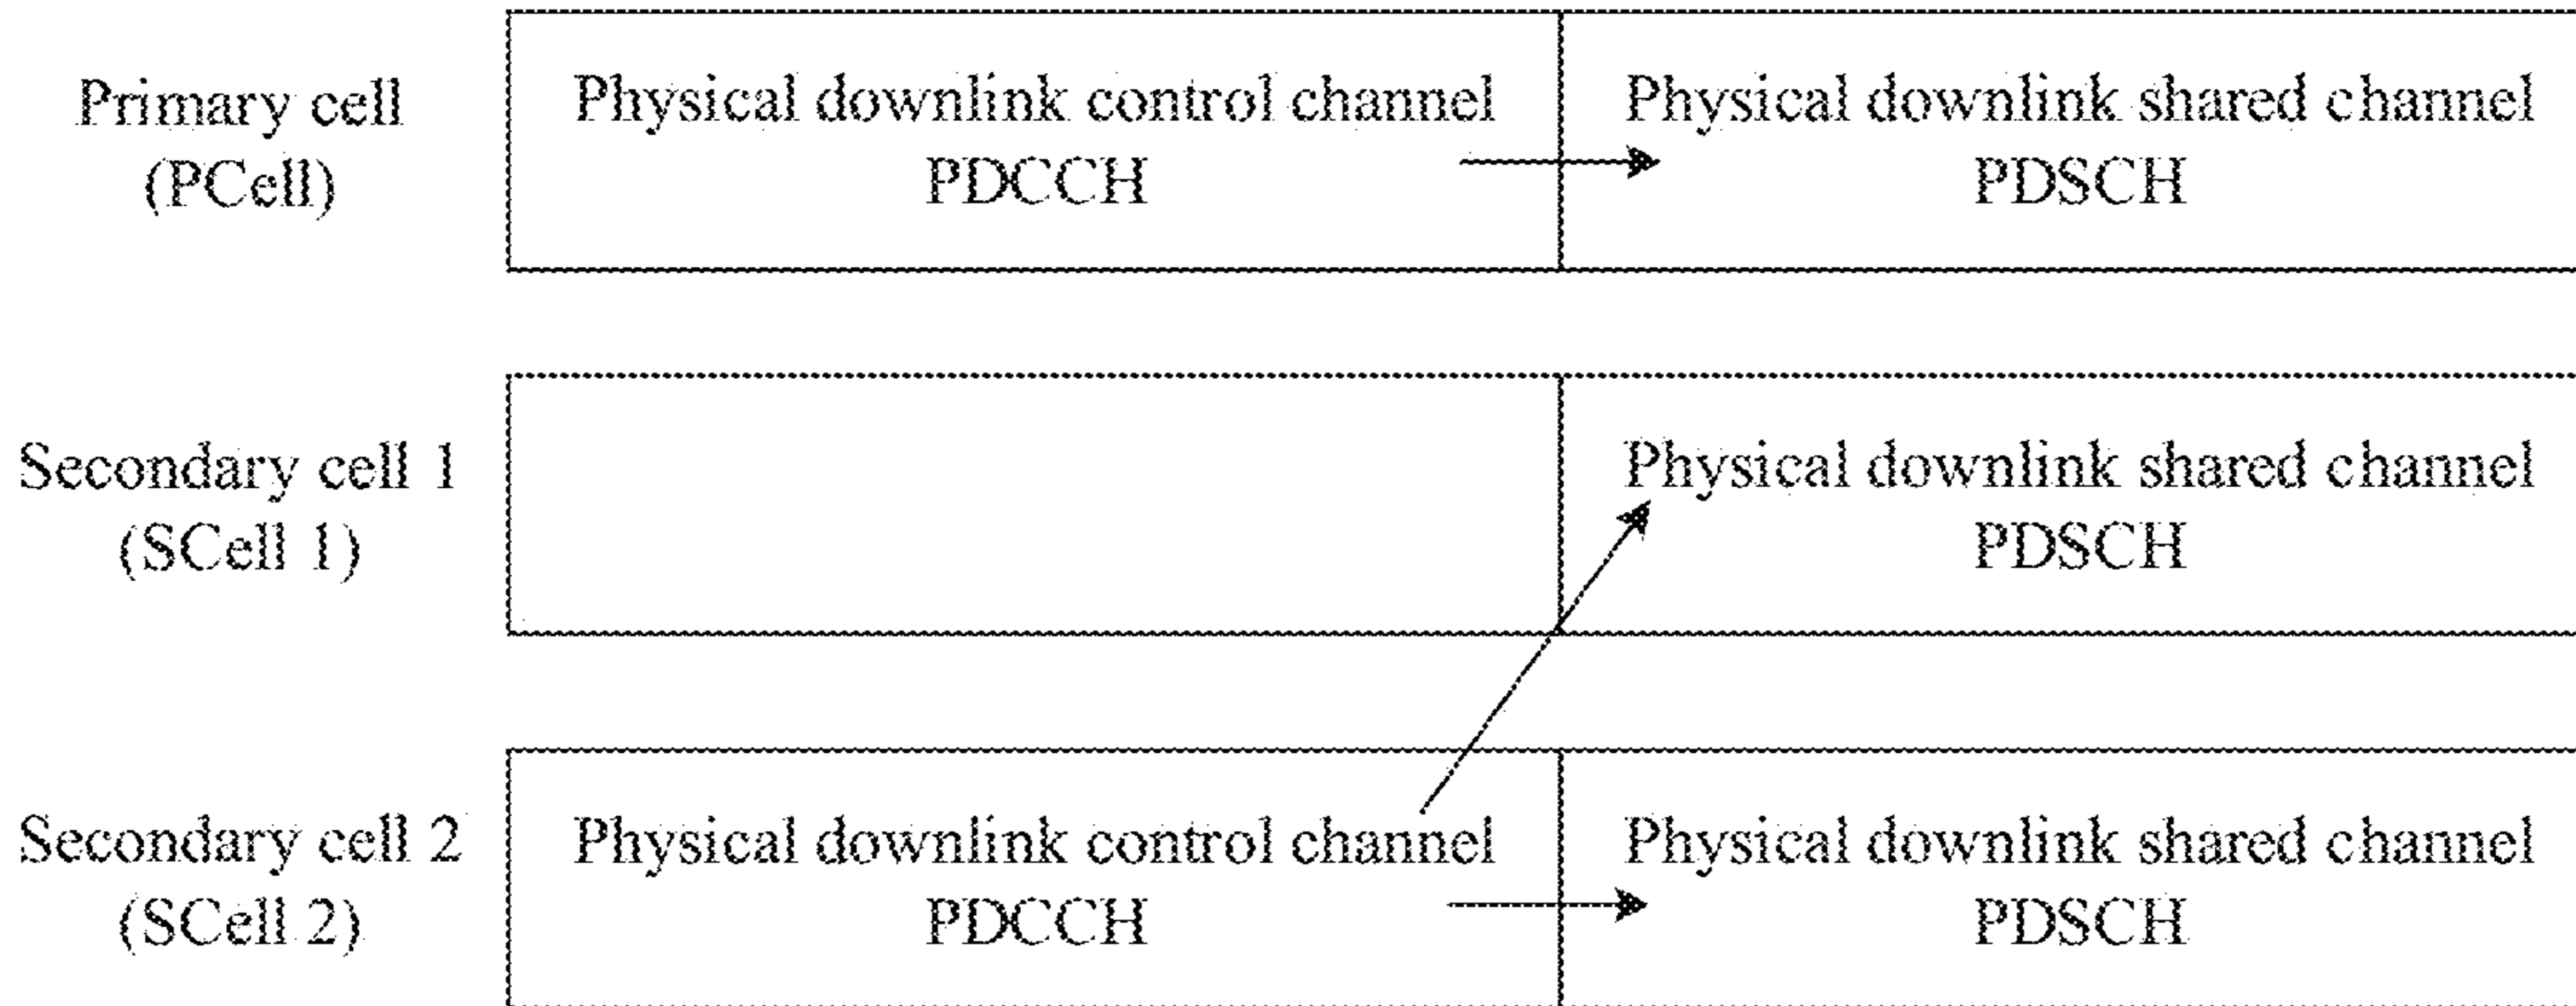 Primary cell
(PCell)
Physical downlink control channel
PDCCH
Physical downlink shared channel
PDSCH
Secondary cell 1
(SCell 1)
Physical downlink shared channel
PDSCH
Secondary cell 2
(SCell 2)
Physical downlink control channel
PDCCH
Physical downlink shared channel
PDSCH